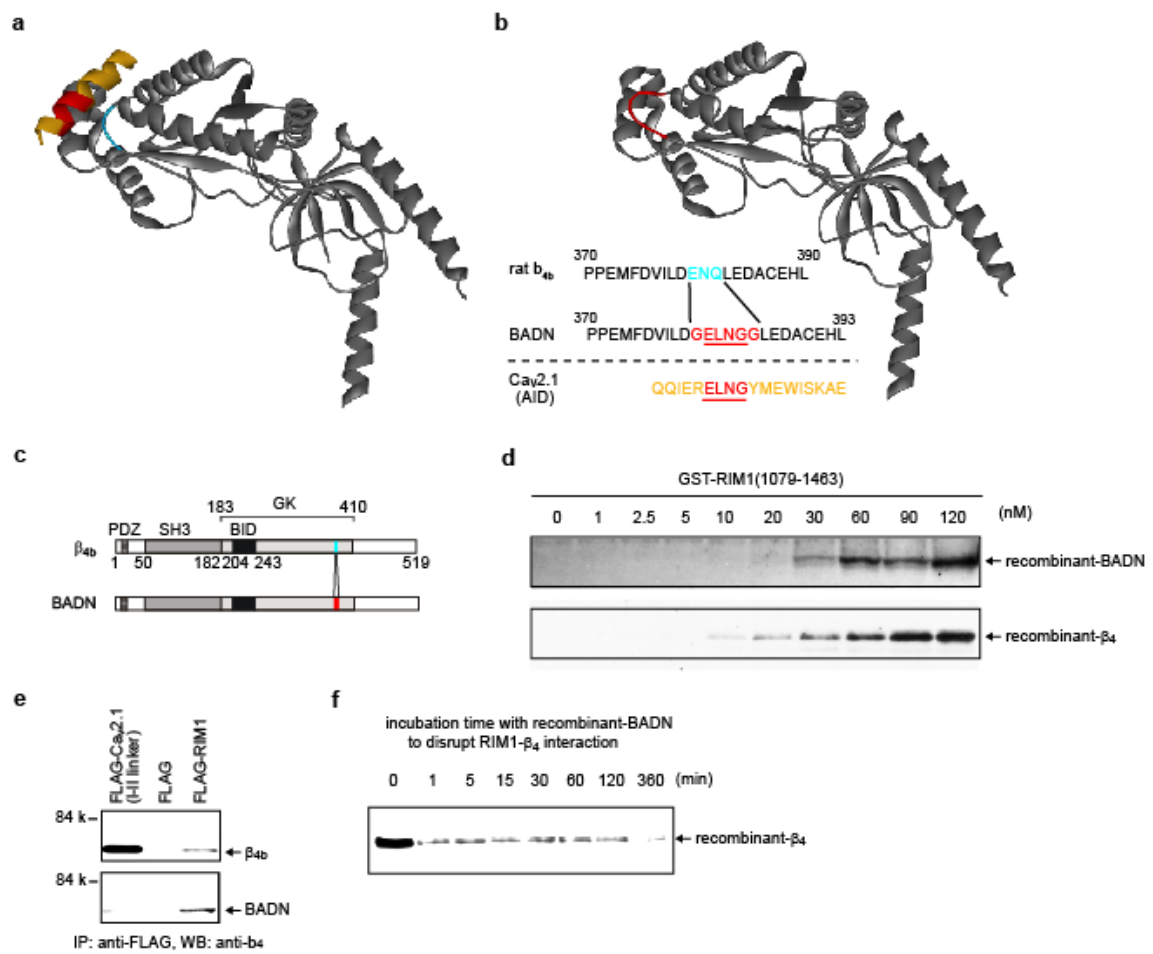 a
b
370
390
rat b4b
PPEMFDVILDENQLEDACEHL
370
393
BADN
PPEMFDVILDGELNGGLEDACEHL
CaV2.1
(AID)
QQIERELNGYMEWISKAE
c
183
GK
410
PDZ
SH3
BID
β4b
1
50
182
204
243
519
BADN
d
GST-RIM1(1079-1463)
0 1 2.5 5 10 20 30 60 90 120 (nM)
recombinant-BADN
recombinant-β4
e
FLAG-CaV2.1
(I-II linker)
FLAG
FLAG-RIM1
84 k
β4b
84 k
BADN
IP: anti-FLAG, WB: anti-b4
f
incubation time with recombinant-BADN
to disrupt RIM1-β4 interaction
0 1 5 15 30 60 120 360 (min)
recombinant-β4